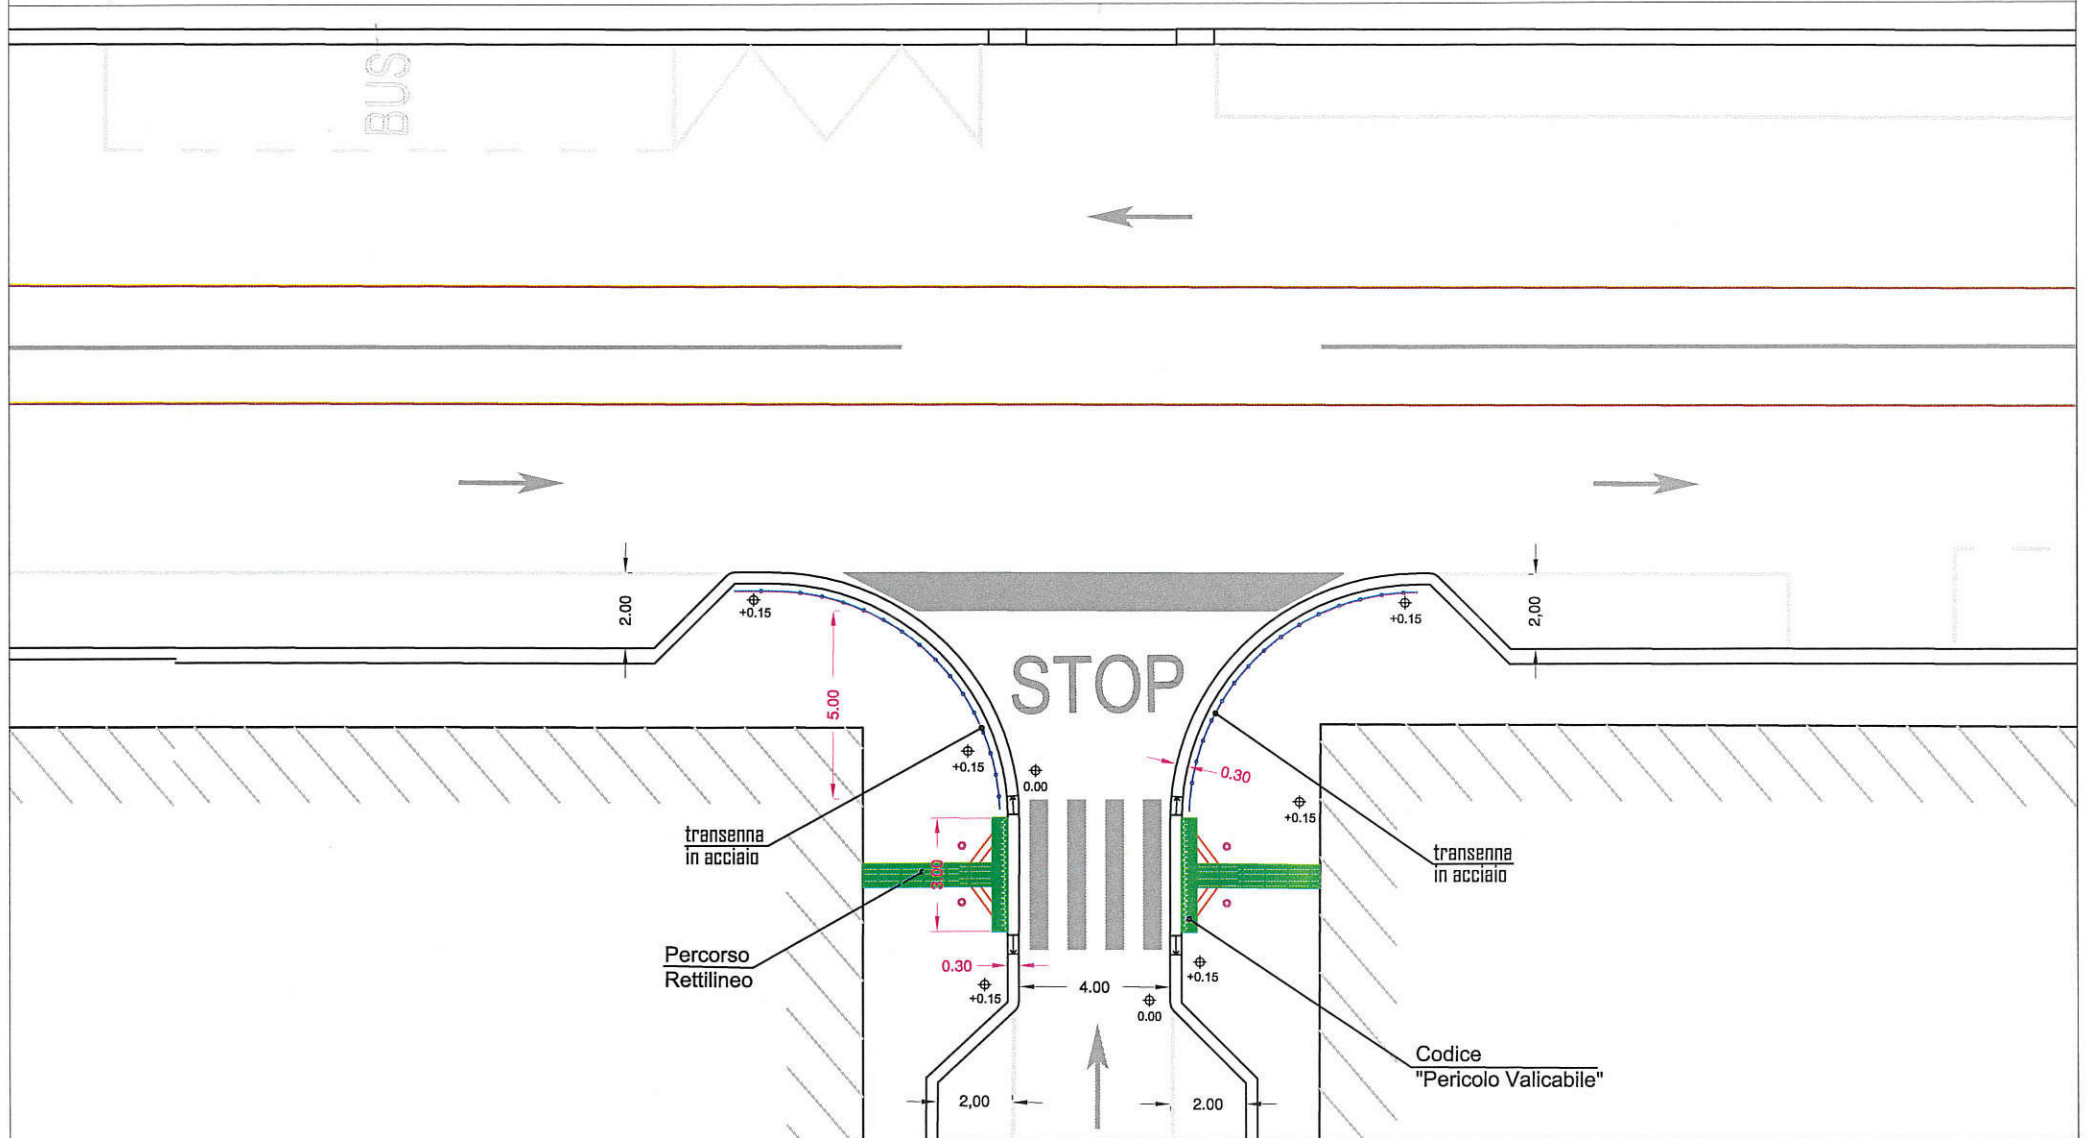 BUS
2.00
2,00
+0.15
+0.15
STOP
5.00
+0.15
0.00
0.30
+0.15
transenna
in acciaio
transenna
in acciaio
3.00
Percorso
Rettilineo
0.30
+0.15
4.00
+0.15
0.00
Codice
"Pericolo Valicabile"
2,00
2.00